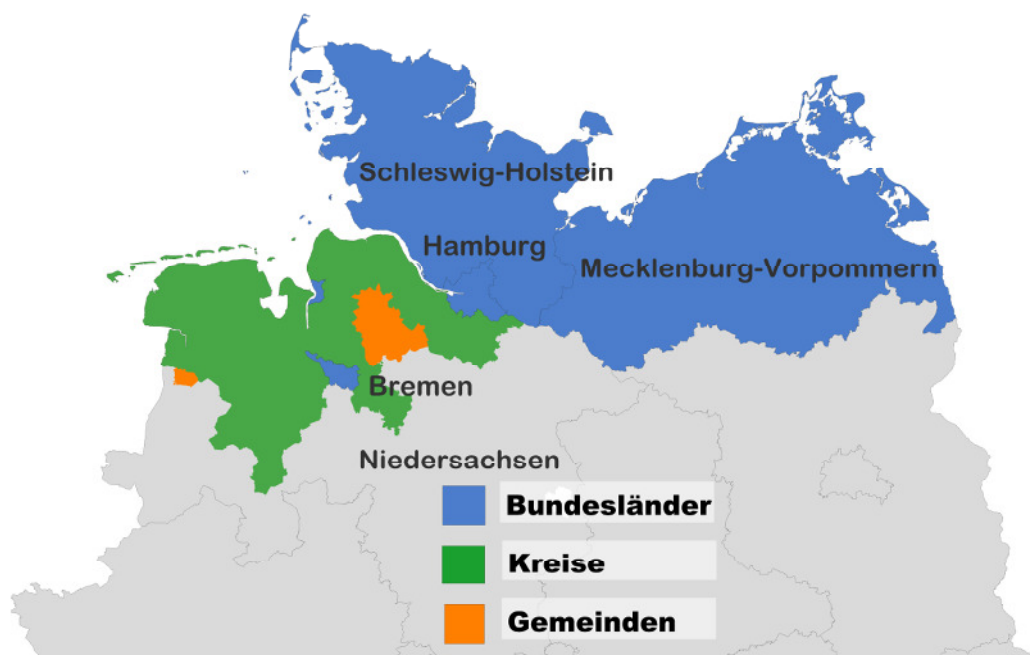 Schleswig-Holstein
Hamburg
Mecklenburg-Vorpommern
Bremen
Niedersachsen
Bundesländer
Kreise
Gemeinden